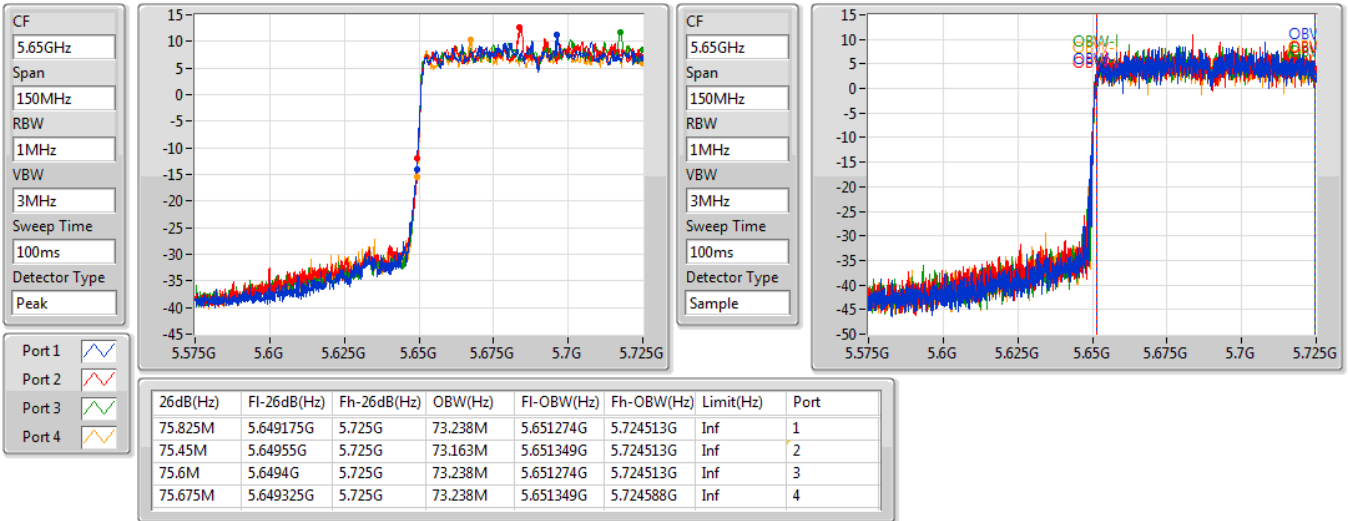 CF
5.65GHz
Span
150MHz
RBW
1MHz
VBW
3MHz
Sweep Time
100ms
Detector Type
Peak
15
10
5
0
-5
-10
-15
-20
-25
-30
-35
-40
-45
5.575G 5.6G 5.625G 5.65G 5.675G 5.7G 5.725G
CF
5.65GHz
Span
150MHz
RBW
1MHz
VBW
3MHz
Sweep Time
100ms
Detector Type
Sample
15
10
5
0
-5
-10
-15
-20
-25
-30
-35
-40
-45
-50
5.575G 5.6G 5.625G 5.65G 5.675G 5.7G 5.725G
Port 1
Port 2
Port 3
Port 4
26dB(Hz) Fl-26dB(Hz) Fh-26dB(Hz) OBW(Hz) Fl-OBW(Hz) Fh-OBW(Hz) Limit(Hz) Port
75.825M 5.649175G 5.725G 73.238M 5.651274G 5.724513G Inf 1
75.45M 5.64955G 5.725G 73.163M 5.651349G 5.724513G Inf 2
75.6M 5.6494G 5.725G 73.238M 5.651274G 5.724513G Inf 3
75.675M 5.649325G 5.725G 73.238M 5.651349G 5.724588G Inf 4